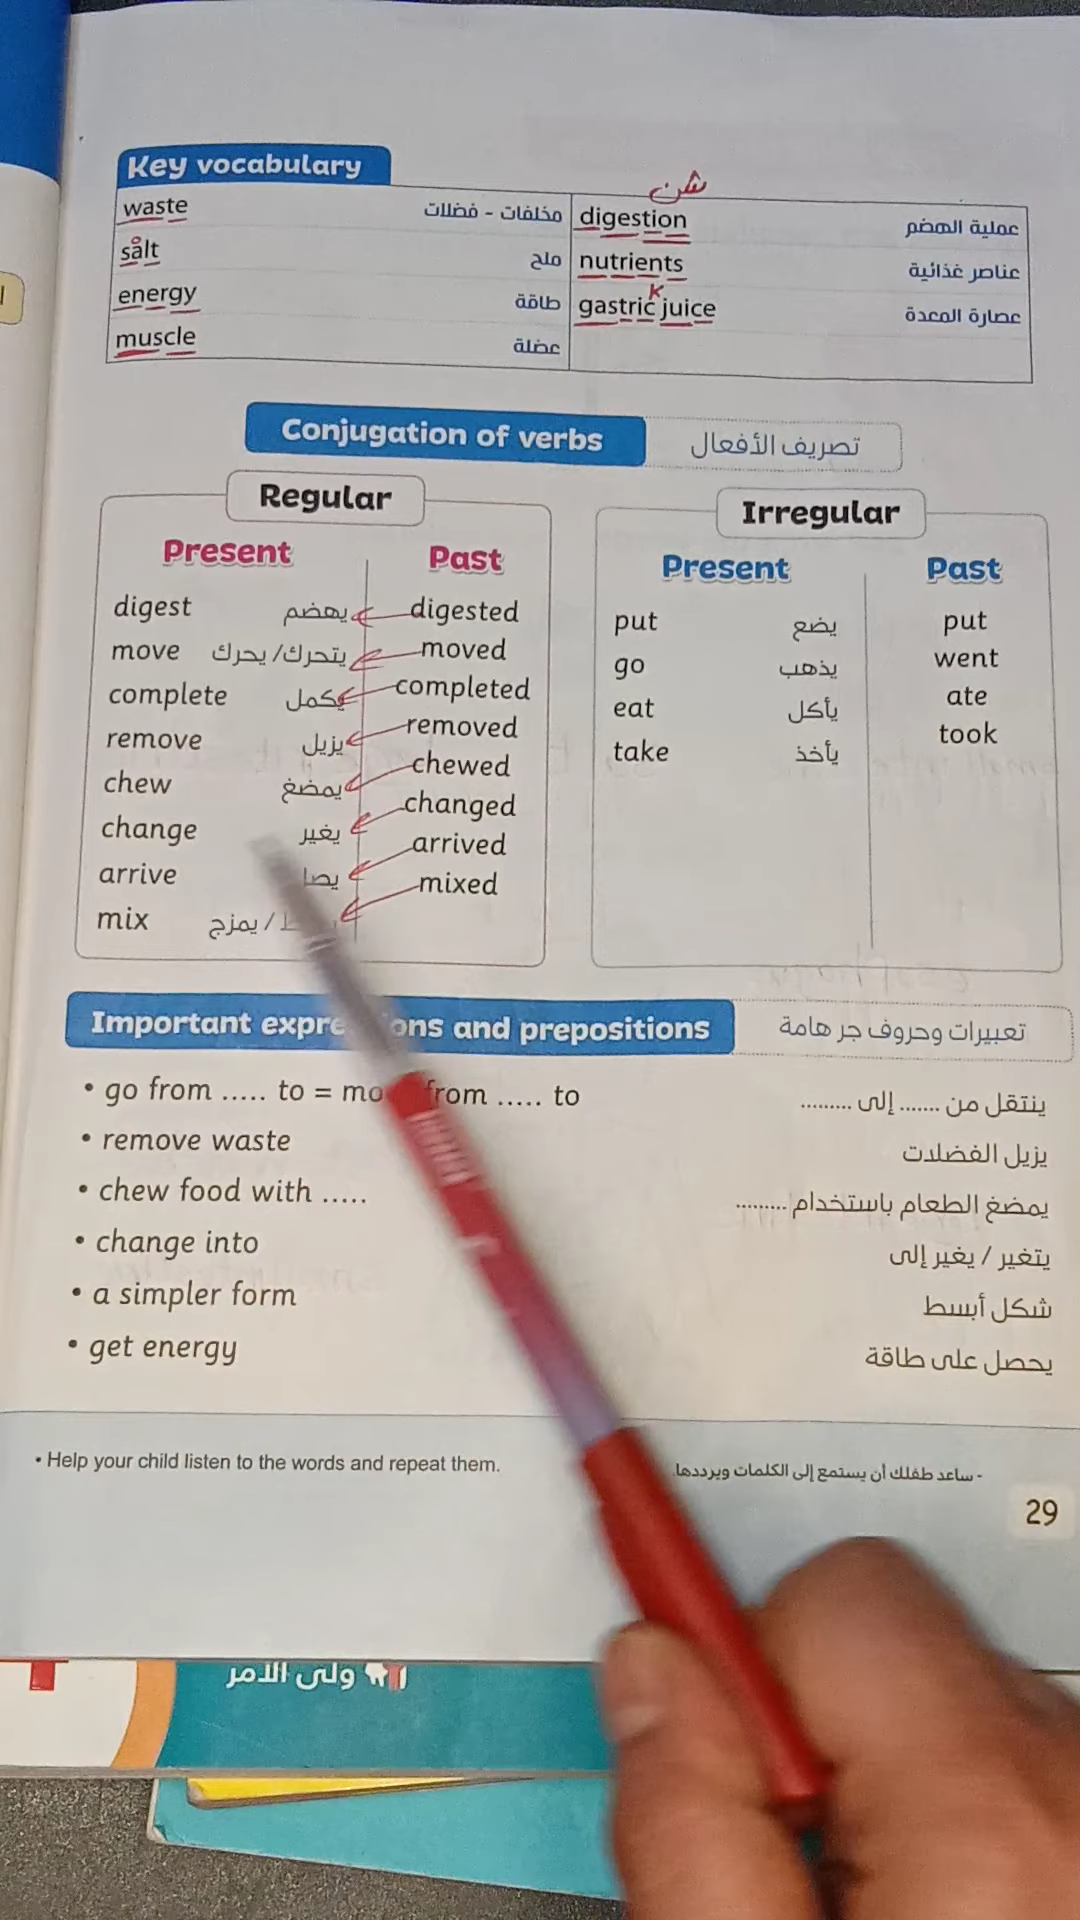 Key vocabulary
شن
waste مخلفات - فضلات digestion عملية الهضم
salt ملح nutrients عناصر غذائية
energy طاقة gastric juice عصارة المعدة
K
muscle عضلة
Conjugation of verbs تصريف الأفعال
Regular
Present Past
digest يهضم digested
move يتحرك/ يحرك moved
complete يكمل completed
remove يزيل removed
chew يمضغ chewed
change يغير changed
arrive arrived
mix / يمزج mixed
Irregular
Present Past
put يضع put
go يذهب went
eat يأكل ate
take يأخذ took
Important and prepositions تعبيرات وحروف جر هامة
• go from ..... to = from ..... to ينتقل من ....... إلى .........
• remove waste يزيل الفضلات
• chew food with ..... يمضغ الطعام باستخدام .........
• change into يتغير / يغير إلى
• a simpler form شكل أبسط
• get energy يحصل على طاقة
• Help your child listen to the words and repeat them. - ساعد طفلك أن يستمع إلى الكلمات ويرددها.
29
ولى الأمر